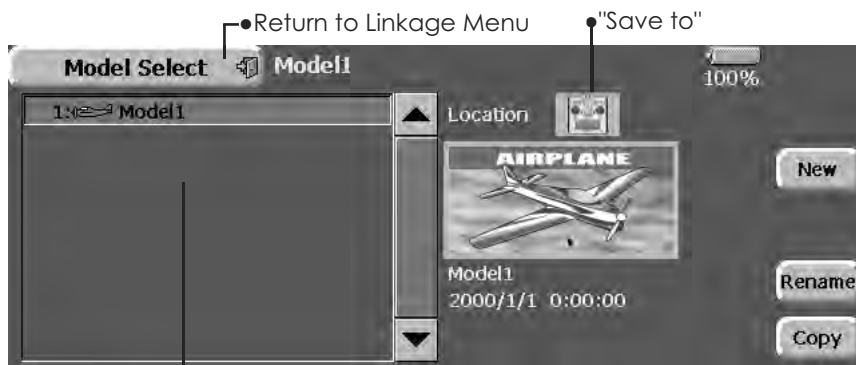 ●Return to Linkage Menu
●"Save to"
Model Select
Model1
100%
1: Model1
Location
AIRPLANE
New
Model1
2000/1/1 0:00:00
Rename
Copy